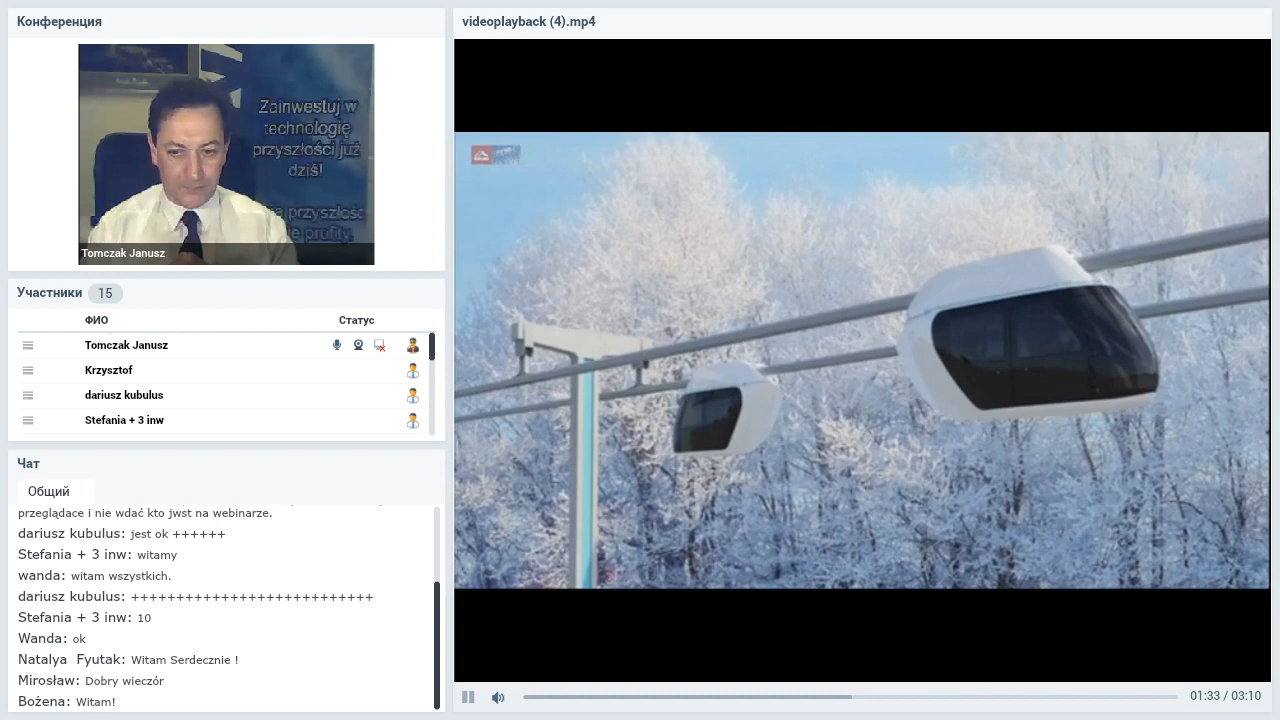 Конференция
Zainwestuj w
technologię
przyszłości już
dziś!
przyszłość
profity.
Tomczak Janusz
Участники 15
ФИО Статус
Tomczak Janusz
Krzysztof
dariusz kubulus
Stefania + 3 inw
Чат
Общий
przeglądace i nie wdać kto jwst na webinarze.
dariusz kubulus: jest ok ++++++
Stefania + 3 inw: witamy
wanda: witam wszystkich.
dariusz kubulus: +++++++++++++++++++++++++++
Stefania + 3 inw: 10
Wanda: ok
Natalya Fyutak: Witam Serdecznie !
Mirosław: Dobry wieczór
Bożena: Witam!
videoplayback (4).mp4
01:33 / 03:10